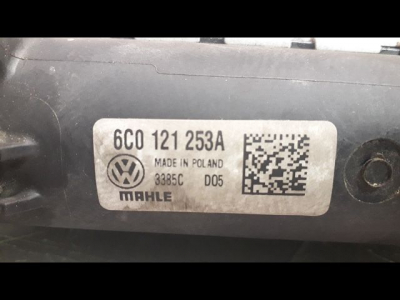 6C0 121 253A
MADE IN POLAND
3385C D05
MAHLE